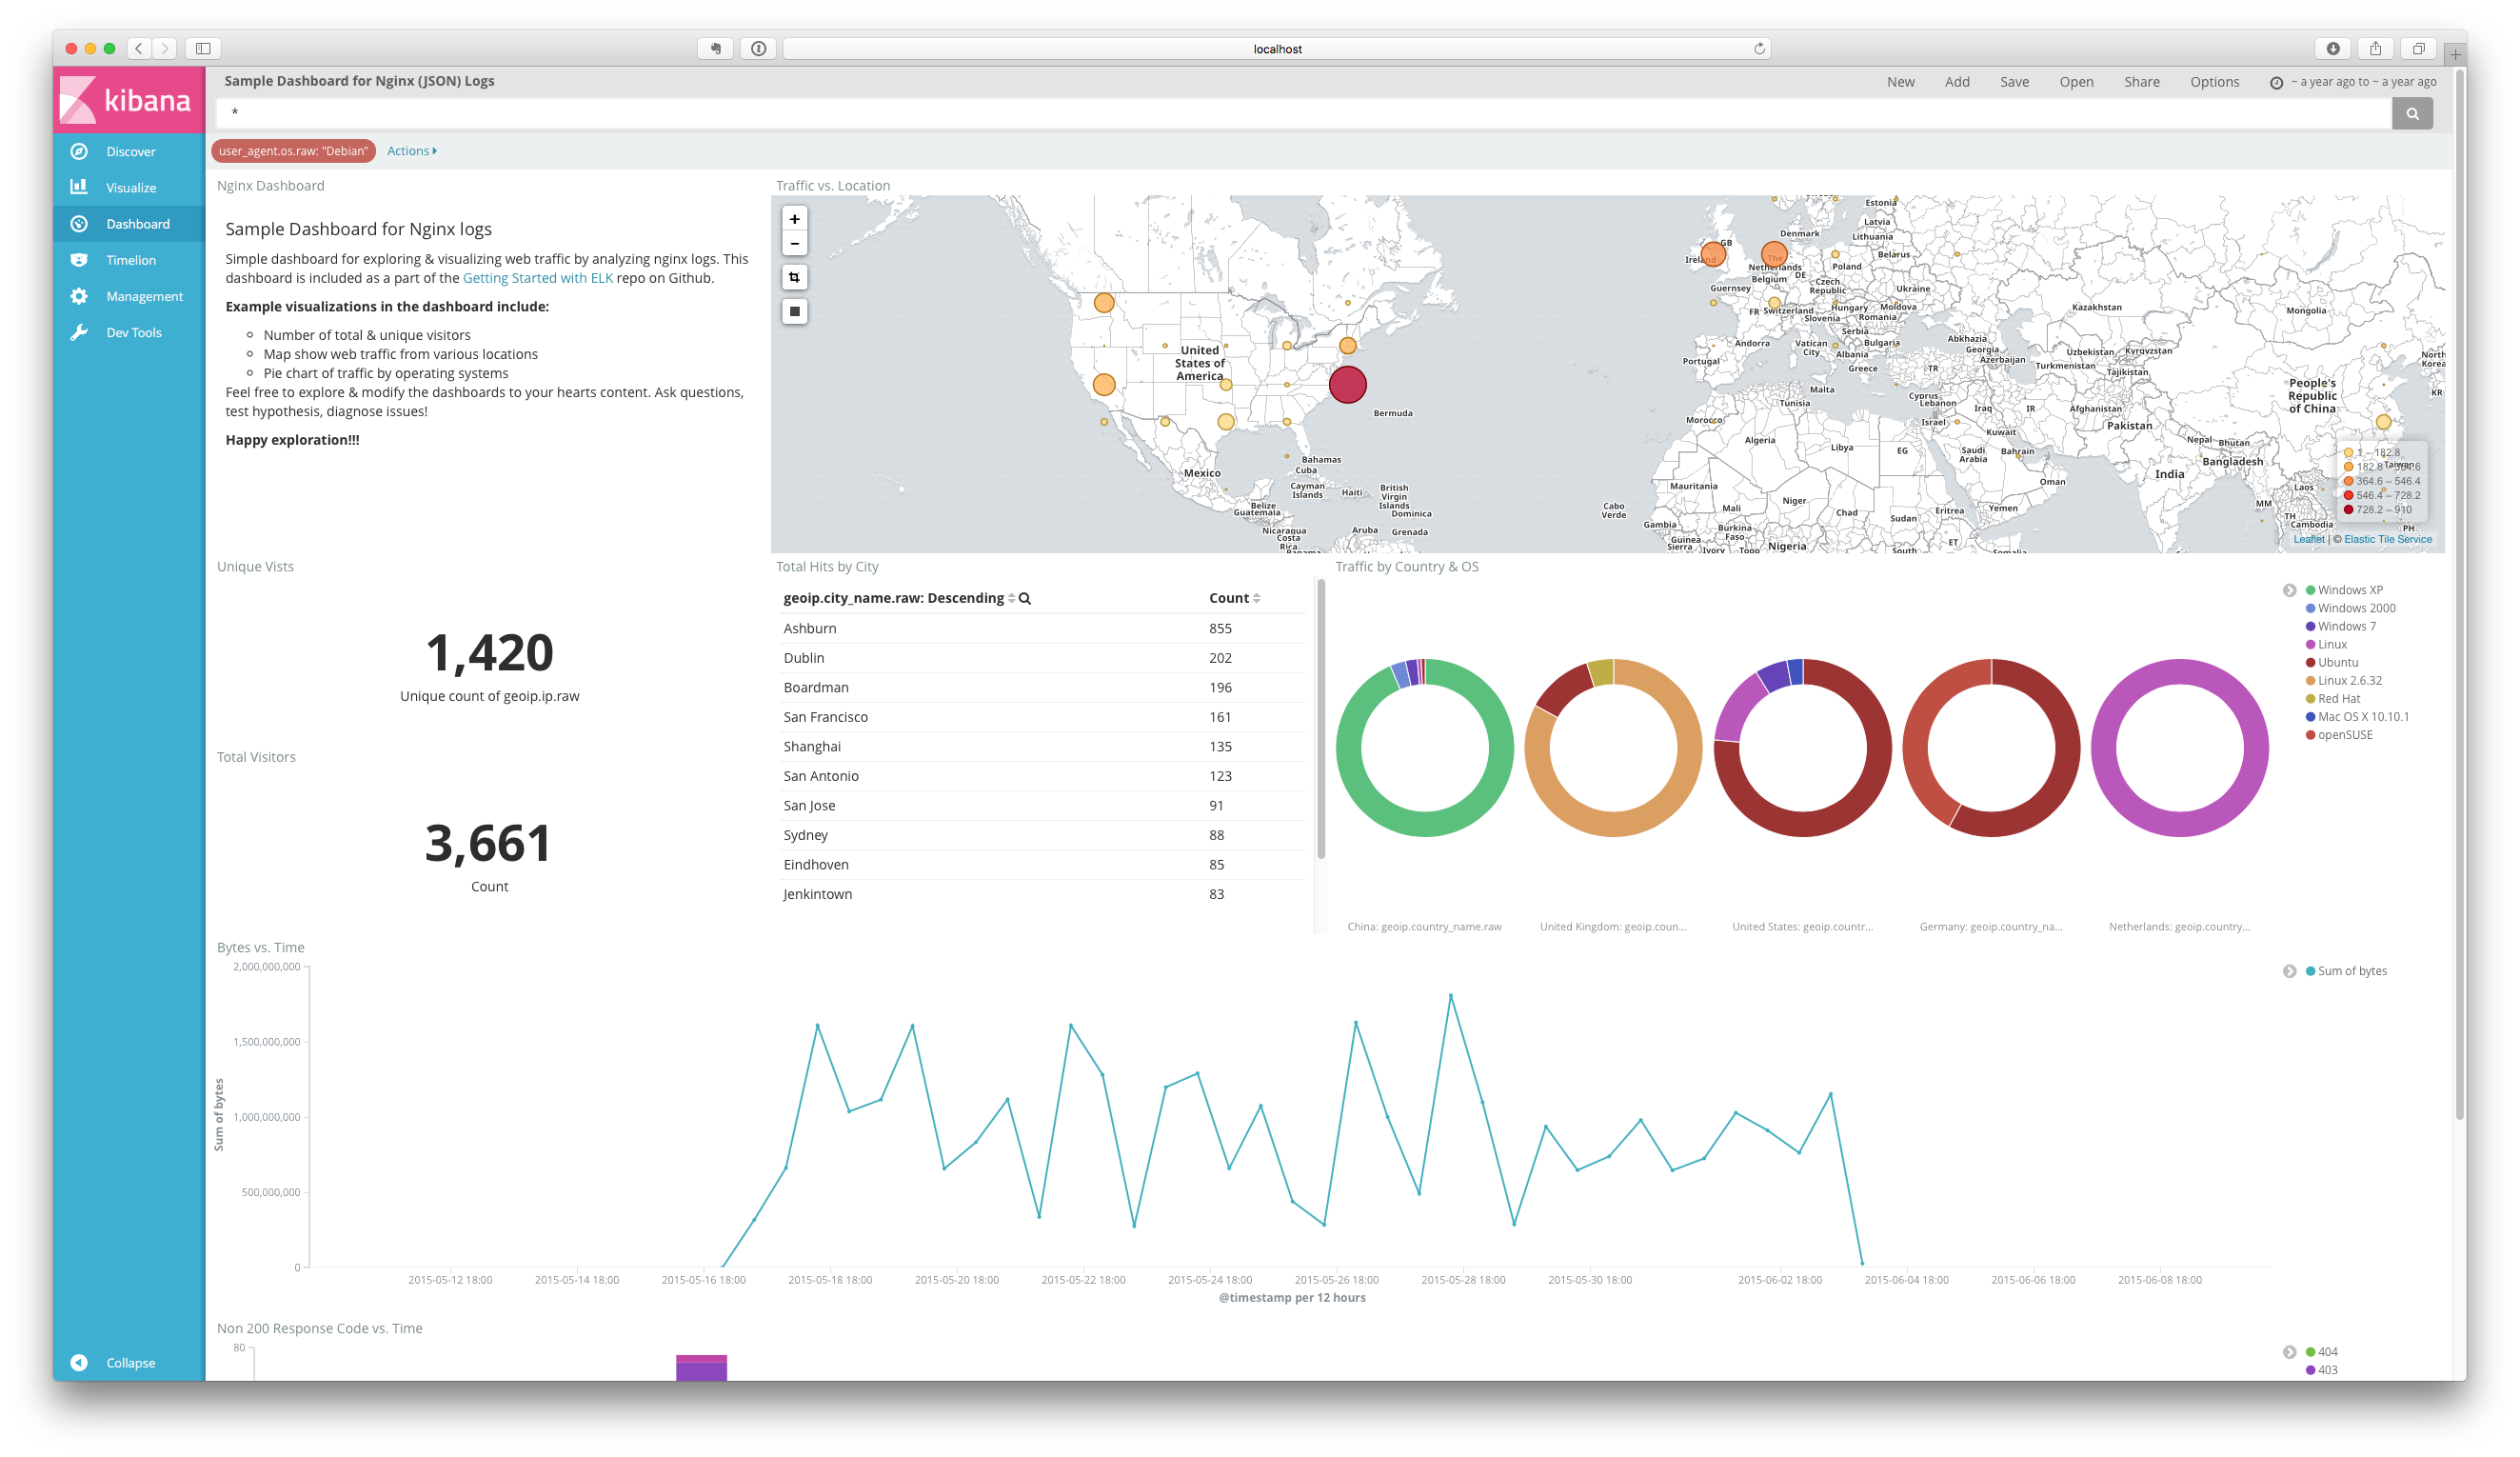 localhost
kibana
Sample Dashboard for Nginx (JSON) Logs
New Add Save Open Share Options ~ a year ago to ~ a year ago
*
user_agent.os.raw: "Debian" Actions
Discover
Visualize
Dashboard
Timelion
Management
Dev Tools
Collapse
Nginx Dashboard
Sample Dashboard for Nginx logs
Simple dashboard for exploring & visualizing web traffic by analyzing nginx logs. This
dashboard is included as a part of the Getting Started with ELK repo on Github.
Example visualizations in the dashboard include:
Number of total & unique visitors
Map show web traffic from various locations
Pie chart of traffic by operating systems
Feel free to explore & modify the dashboards to your hearts content. Ask questions,
test hypothesis, diagnose issues!
Happy exploration!!!
Traffic vs. Location
+
−
United
States of
America
Mexico
Bermuda
Bahamas
Cuba
Cayman
Islands
Haiti
British
Virgin
Islands
Dominica
Belize
Guatemala
Nicaragua
Costa
Rica
Panama
Aruba
Grenada
Cabo
Verde
Estonia
Latvia
Lithuania
Denmark
GB
Ireland
The
Netherlands
Belgium
DE
Poland
Belarus
Guernsey
Czech
Republic
Ukraine
FR
Switzerland
Hungary
Moldova
Slovenia
Romania
Serbia
Bulgaria
Andorra
Vatican
City
Albania
Portugal
Greece
TR
Abkhazia
Georgia
Azerbaijan
Kazakhstan
Mongolia
Uzbekistan
Kyrgyzstan
Turkmenistan
Tajikistan
North
Korea
KR
People's
Republic
of China
Malta
Tunisia
Cyprus
Lebanon
Iraq
IR
Afghanistan
Morocco
Israel
Kuwait
Pakistan
Algeria
Libya
EG
Saudi
Arabia
Bahrain
Nepal
Bhutan
Bangladesh
India
Oman
Mauritania
Mali
Niger
Chad
Sudan
Eritrea
Yemen
Gambia
Guinea
Sierra
Burkina
Faso
Ivory
Togo
Nigeria
South
ET
Somalia
MM
Laos
TH
Cambodia
PH
Taiwan
1 – 182.8
182.8 – 364.6
364.6 – 546.4
546.4 – 728.2
728.2 – 910
Leaflet | © Elastic Tile Service
Unique Vists
1,420
Unique count of geoip.ip.raw
Total Visitors
3,661
Count
Total Hits by City
geoip.city_name.raw: Descending Count
Ashburn 855
Dublin 202
Boardman 196
San Francisco 161
Shanghai 135
San Antonio 123
San Jose 91
Sydney 88
Eindhoven 85
Jenkintown 83
Traffic by Country & OS
Windows XP
Windows 2000
Windows 7
Linux
Ubuntu
Linux 2.6.32
Red Hat
Mac OS X 10.10.1
openSUSE
China: geoip.country_name.raw
United Kingdom: geoip.coun...
United States: geoip.countr...
Germany: geoip.country_na...
Netherlands: geoip.country...
Bytes vs. Time
Sum of bytes
2,000,000,000
1,500,000,000
1,000,000,000
500,000,000
0
Sum of bytes
2015-05-12 18:00 2015-05-14 18:00 2015-05-16 18:00 2015-05-18 18:00 2015-05-20 18:00 2015-05-22 18:00 2015-05-24 18:00 2015-05-26 18:00 2015-05-28 18:00 2015-05-30 18:00 2015-06-02 18:00 2015-06-04 18:00 2015-06-06 18:00 2015-06-08 18:00
@timestamp per 12 hours
Non 200 Response Code vs. Time
80
404
403